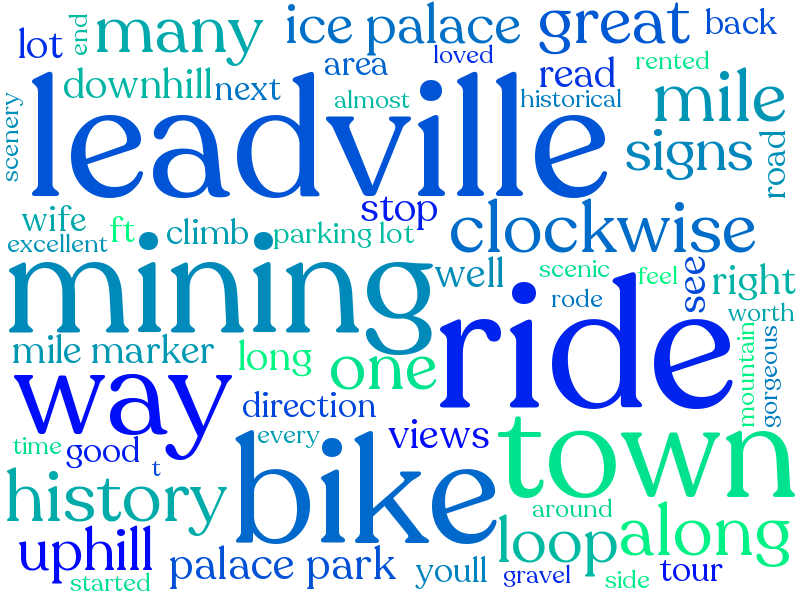 lot
end
many
ice palace
great
back
downhill
next
area
loved
read
rented
scenery
leadville
almost
historical
mile
signs
road
wife
excellent
ft
climb
parking lot
stop
clockwise
mining
well
scenic
feel
see
right
rode
worth
mile marker
long
one
ride
mountain
gorgeous
way
direction
views
time
good
t
every
bike
town
history
around
along
uphill
palace park
youll
loop
gravel
side
tour
started